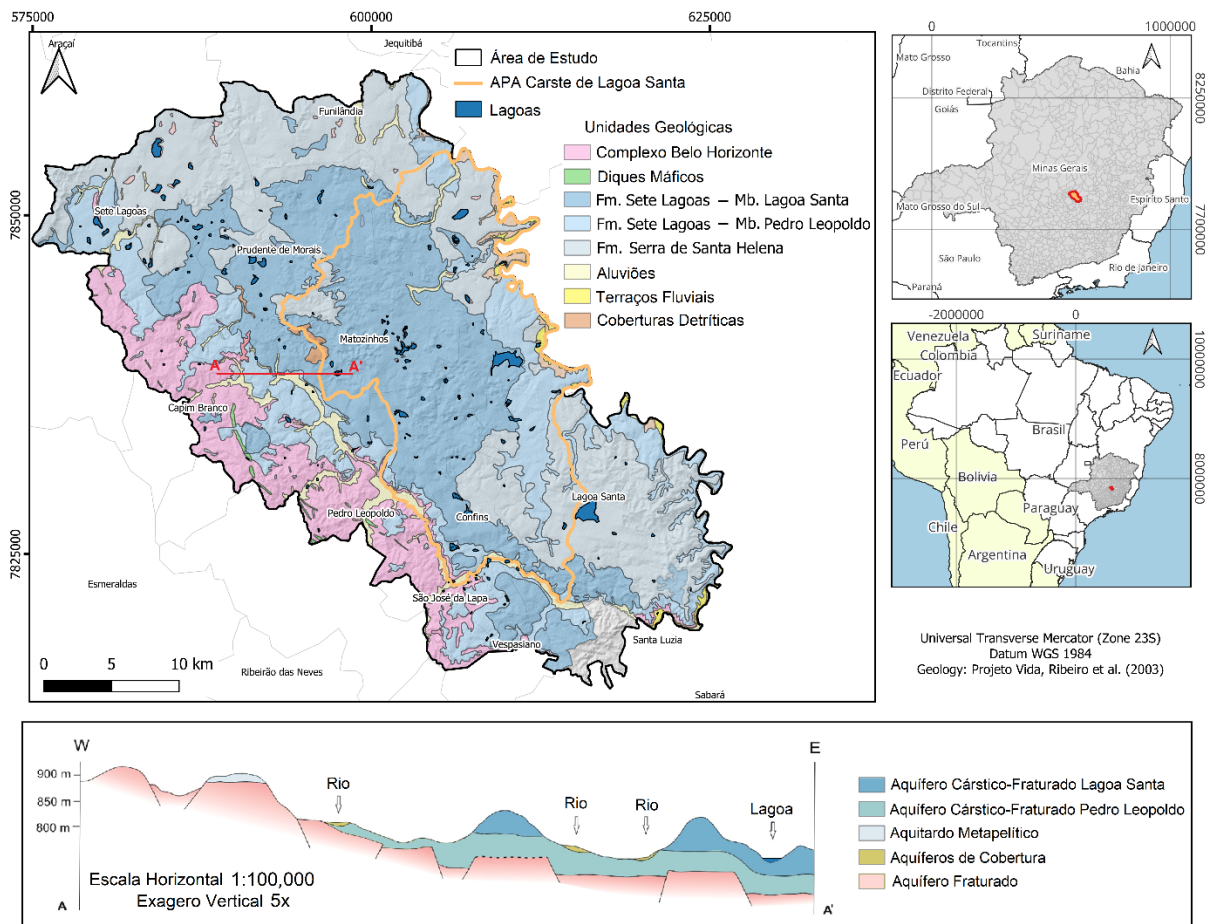 575000
600000
625000
7850000
7825000
Araçaí
Jequitibá
Funilândia
Sete Lagoas
Prudente de Morais
Matozinhos
A
A'
Capim Branco
Lagoa Santa
Pedro Leopoldo
Confins
Esmeraldas
São José da Lapa
Vespasiano
Santa Luzia
Ribeirão das Neves
Sabará
0 5 10 km
Área de Estudo
APA Carste de Lagoa Santa
Lagoas
Unidades Geológicas
Complexo Belo Horizonte
Diques Máficos
Fm. Sete Lagoas – Mb. Lagoa Santa
Fm. Sete Lagoas – Mb. Pedro Leopoldo
Fm. Serra de Santa Helena
Aluviões
Terraços Fluviais
Coberturas Detríticas
0
1000000
8250000
7700000
Tocantins
Mato Grosso
Bahia
Distrito Federal
Goiás
Minas Gerais
Mato Grosso do Sul
Espírito Santo
São Paulo
Rio de Janeiro
Paraná
-2000000
0
10000000
8000000
Venezuela
Suriname
Colombia
Ecuador
Brasil
Perú
Bolivia
Paraguay
Chile
Argentina
Uruguay
Universal Transverse Mercator (Zone 23S)
Datum WGS 1984
Geology: Projeto Vida, Ribeiro et al. (2003)
W
E
900 m
850 m
800 m
Rio
Rio
Rio
Lagoa
Escala Horizontal 1:100,000
Exagero Vertical 5x
A
A'
Aquífero Cárstico-Fraturado Lagoa Santa
Aquífero Cárstico-Fraturado Pedro Leopoldo
Aquitardo Metapelítico
Aquíferos de Cobertura
Aquífero Fraturado